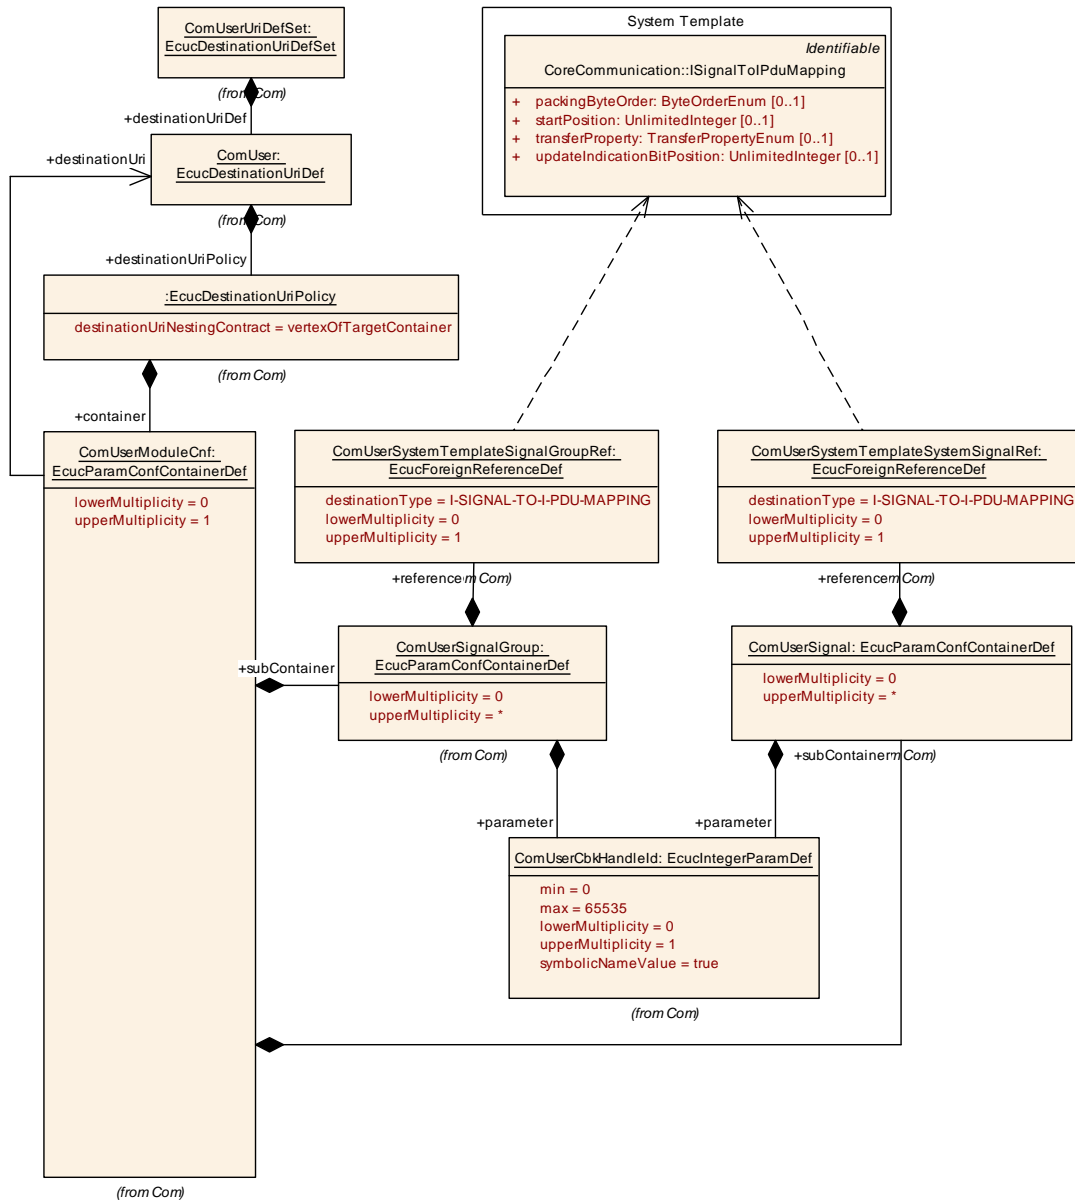 ComUserUriDefSet:
EcucDestinationUriDefSet
(from Com)
+destinationUriDef
+destinationUri
ComUser:
EcucDestinationUriDef
(from Com)
+destinationUriPolicy
:EcucDestinationUriPolicy
destinationUriNestingContract = vertexOfTargetContainer
(from Com)
+container
System Template
Identifiable
CoreCommunication::ISignalToIPduMapping
+ packingByteOrder: ByteOrderEnum [0..1]
+ startPosition: UnlimitedInteger [0..1]
+ transferProperty: TransferPropertyEnum [0..1]
+ updateIndicationBitPosition: UnlimitedInteger [0..1]
ComUserModuleCnf:
EcucParamConfContainerDef
lowerMultiplicity = 0
upperMultiplicity = 1
(from Com)
ComUserSystemTemplateSignalGroupRef:
EcucForeignReferenceDef
destinationType = I-SIGNAL-TO-I-PDU-MAPPING
lowerMultiplicity = 0
upperMultiplicity = 1
+reference
Com)
ComUserSystemTemplateSystemSignalRef:
EcucForeignReferenceDef
destinationType = I-SIGNAL-TO-I-PDU-MAPPING
lowerMultiplicity = 0
upperMultiplicity = 1
+reference
Com)
+subContainer
ComUserSignalGroup:
EcucParamConfContainerDef
lowerMultiplicity = 0
upperMultiplicity = *
(from Com)
ComUserSignal: EcucParamConfContainerDef
lowerMultiplicity = 0
upperMultiplicity = *
+subContainer
Com)
+parameter
+parameter
ComUserCbkHandleId: EcucIntegerParamDef
min = 0
max = 65535
lowerMultiplicity = 0
upperMultiplicity = 1
symbolicNameValue = true
(from Com)